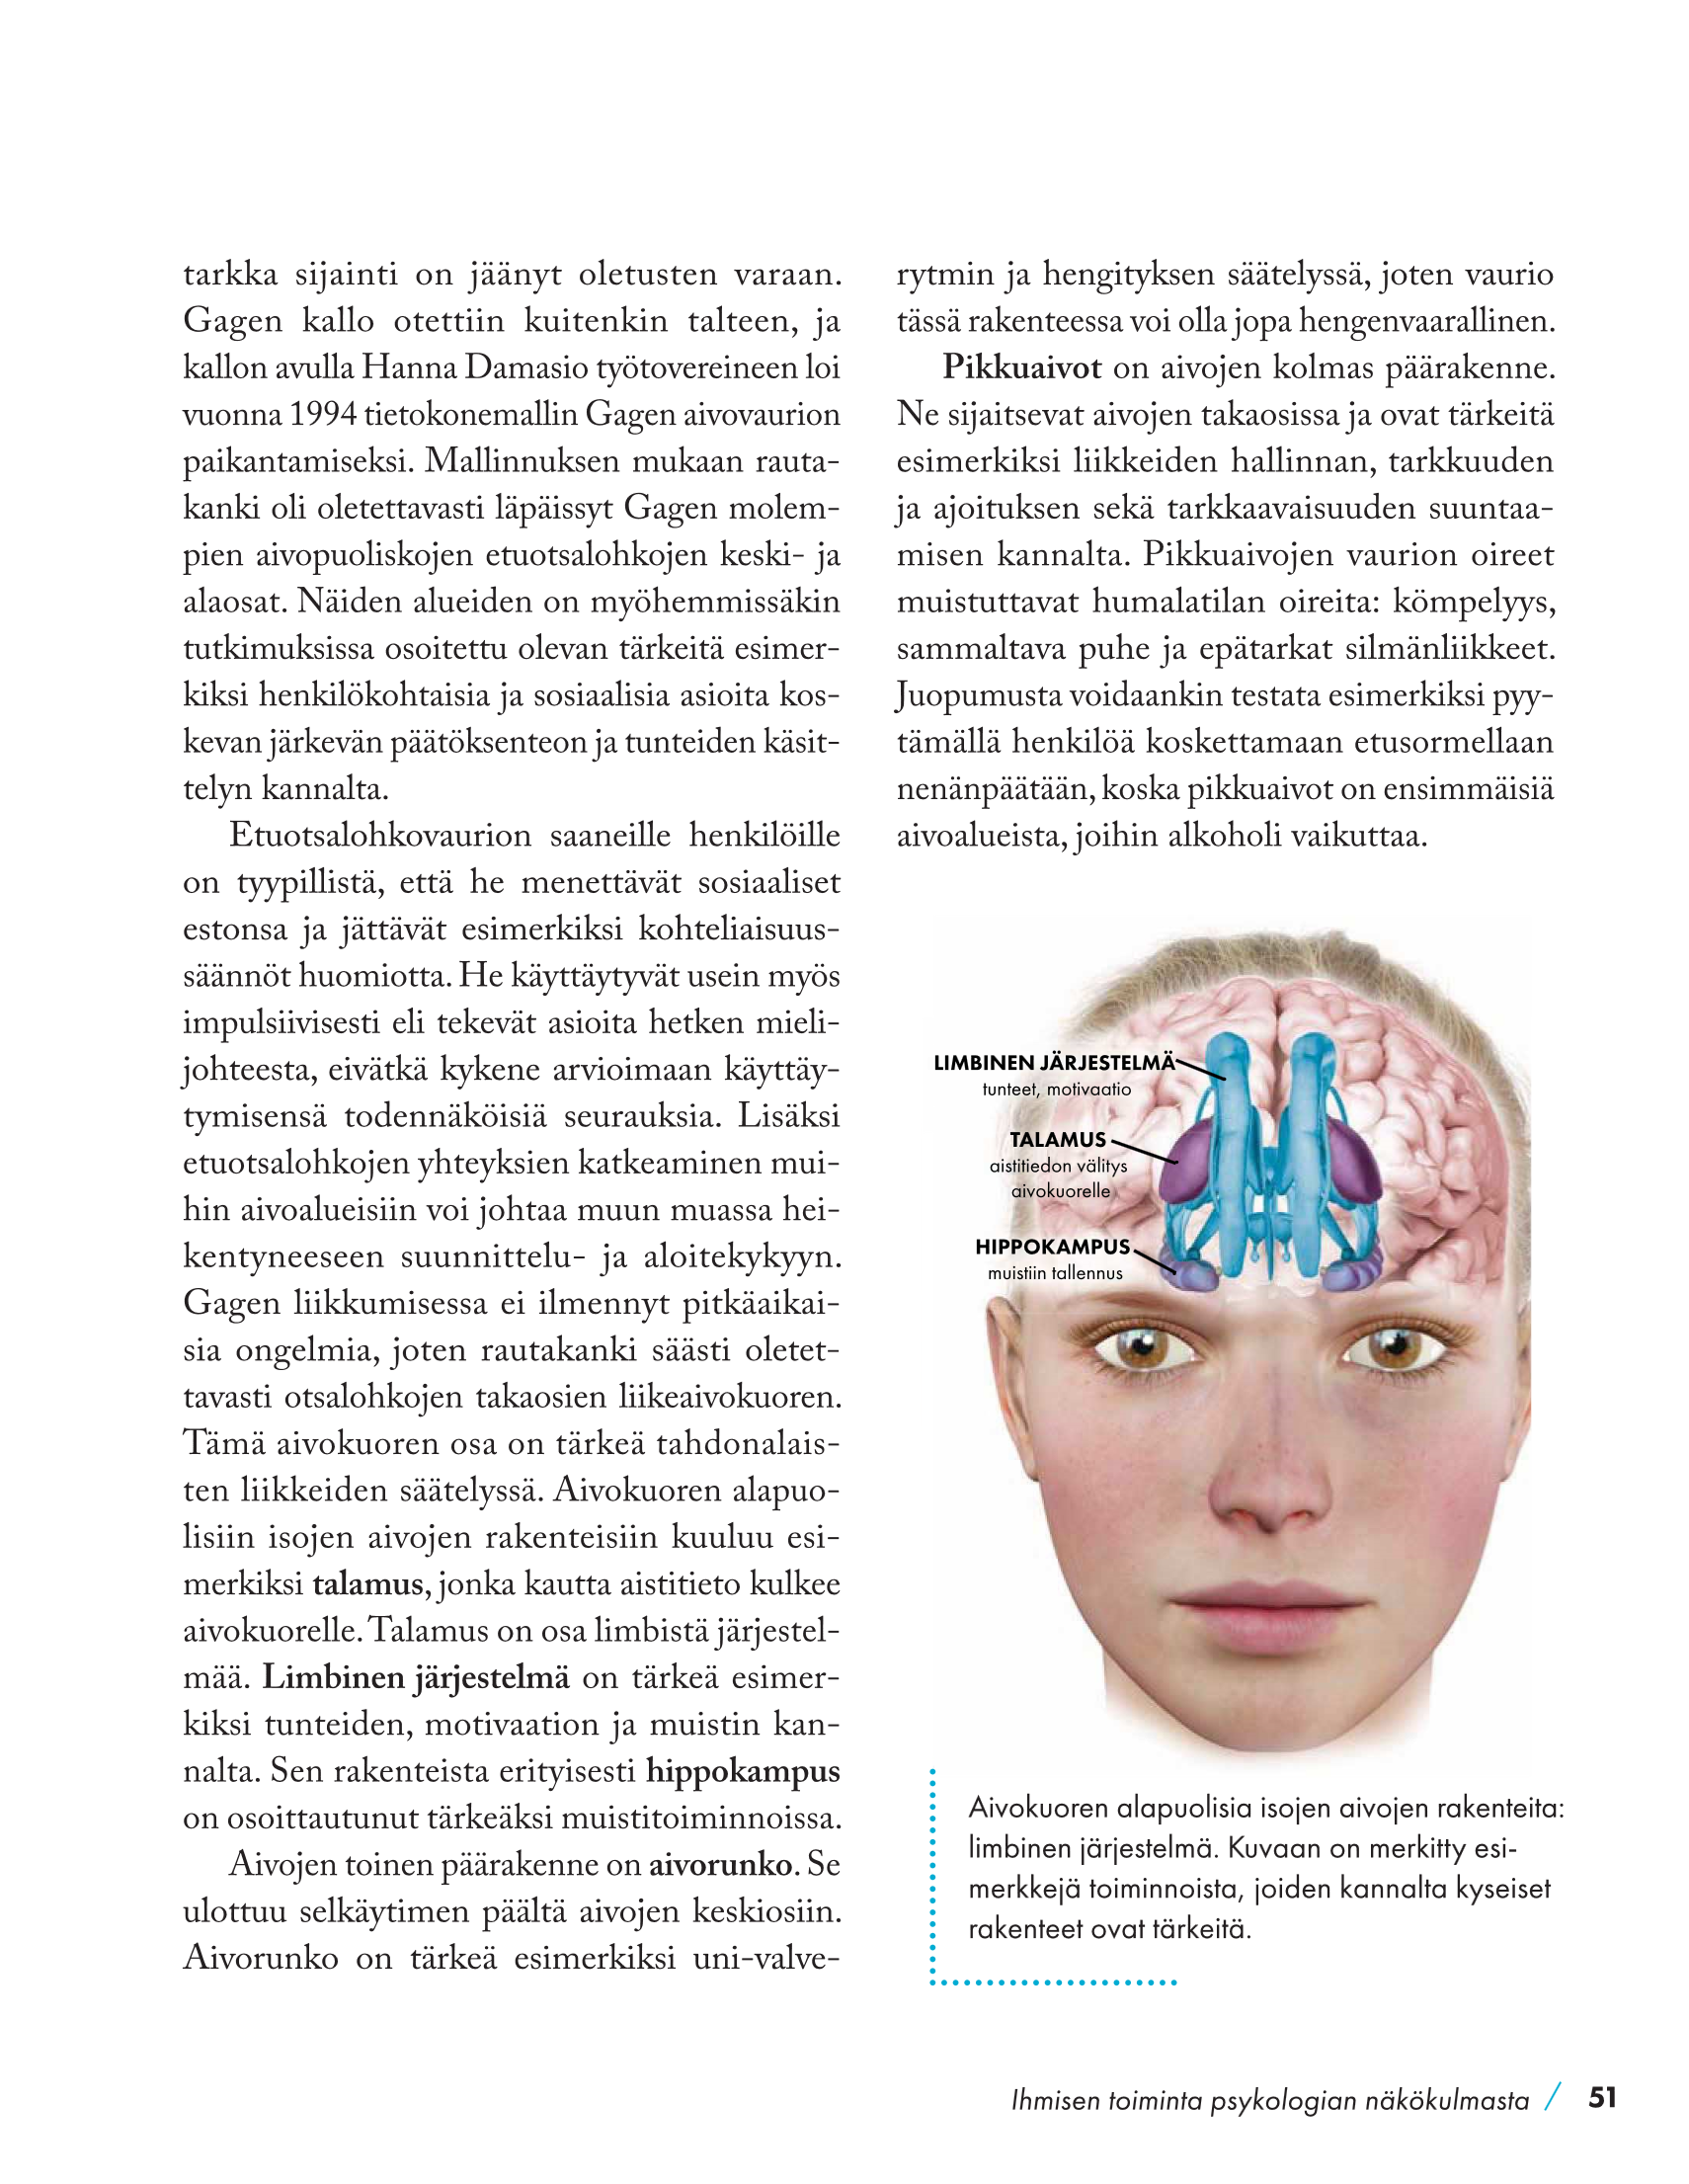 tarkka sijainti on jäänyt oletusten varaan.
Gagen kallo otettiin kuitenkin talteen, ja
kallon avulla Hanna Damasio työtovereineen loi
vuonna 1994 tietokonemallin Gagen aivovaurion
paikantamiseksi. Mallinnuksen mukaan rauta-
kanki oli oletettavasti läpäissyt Gagen molem-
pien aivopuoliskojen etuotsalohkojen keski- ja
alaosat. Näiden alueiden on myöhemmissäkin
tutkimuksissa osoitettu olevan tärkeitä esimer-
kiksi henkilökohtaisia ja sosiaalisia asioita kos-
kevan järkevän päätöksenteon ja tunteiden käsit-
telyn kannalta.
Etuotsalohkovaurion saaneille henkilöille
on tyypillistä, että he menettävät sosiaaliset
estonsa ja jättävät esimerkiksi kohteliaisuus-
säännöt huomiotta. He käyttäytyvät usein myös
impulsiivisesti eli tekevät asioita hetken mieli-
johteesta, eivätkä kykene arvioimaan käyttäy-
tymisensä todennäköisiä seurauksia. Lisäksi
etuotsalohkojen yhteyksien katkeaminen mui-
hin aivoalueisiin voi johtaa muun muassa hei-
kentyneeseen suunnittelu- ja aloitekykyyn.
Gagen liikkumisessa ei ilmennyt pitkäaikai-
sia ongelmia, joten rautakanki säästi oletet-
tavasti otsalohkojen takaosien liikeaivokuoren.
Tämä aivokuoren osa on tärkeä tahdonalais-
ten liikkeiden säätelyssä. Aivokuoren alapuo-
lisiin isojen aivojen rakenteisiin kuuluu esi-
merkiksi talamus, jonka kautta aistitieto kulkee
aivokuorelle. Talamus on osa limbistä järjestel-
mää. Limbinen järjestelmä on tärkeä esimer-
kiksi tunteiden, motivaation ja muistin kan-
nalta. Sen rakenteista erityisesti hippokampus
on osoittautunut tärkeäksi muistitoiminnoissa.
Aivojen toinen päärakenne on aivorunko. Se
ulottuu selkäytimen päältä aivojen keskiosiin.
Aivorunko on tärkeä esimerkiksi uni-valve-
rytmin ja hengityksen säätelyssä, joten vaurio
tässä rakenteessa voi olla jopa hengenvaarallinen.
Pikkuaivot on aivojen kolmas päärakenne.
Ne sijaitsevat aivojen takaosissa ja ovat tärkeitä
esimerkiksi liikkeiden hallinnan, tarkkuuden
ja ajoituksen sekä tarkkaavaisuuden suuntaa-
misen kannalta. Pikkuaivojen vaurion oireet
muistuttavat humalatilan oireita: kömpelyys,
sammaltava puhe ja epätarkat silmänliikkeet.
Juopumusta voidaankin testata esimerkiksi pyy-
tämällä henkilöä koskettamaan etusormellaan
nenänpäätään, koska pikkuaivot on ensimmäisiä
aivoalueista, joihin alkoholi vaikuttaa.
LIMBINEN JÄRJESTELMÄ
tunteet, motivaatio
TALAMUS
aistitiedon välitys
aivokuorelle
HIPPOKAMPUS
muistiin tallennus
Aivokuoren alapuolisia isojen aivojen rakenteita:
limbinen järjestelmä. Kuvaan on merkitty esi-
merkkejä toiminnoista, joiden kannalta kyseiset
rakenteet ovat tärkeitä.
Ihmisen toiminta psykologian näkökulmasta / 51